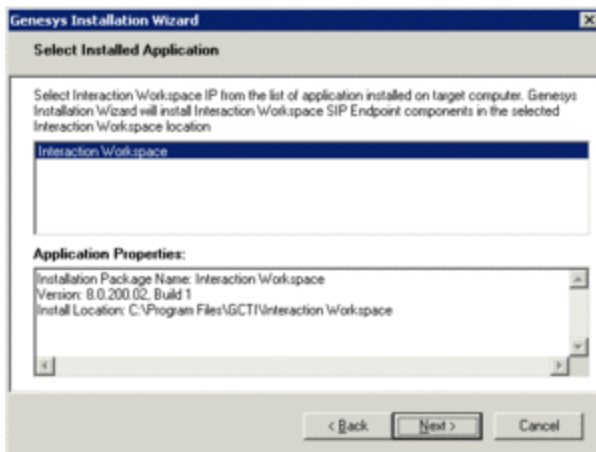 Genesys Installation Wizard
Select Installed Application
Select Interaction Workspace IP from the list of application installed on target computer. Genesys
Installation Wizard will install Interaction Workspace SIP Endpoint components in the selected
Interaction Workspace location
Interaction Workspace
Application Properties:
Installation Package Name: Interaction Workspace
Version: 8.0.200.02, Build 1
Install Location: C:\Program Files\GCTI\Interaction Workspace
< Back
Next >
Cancel